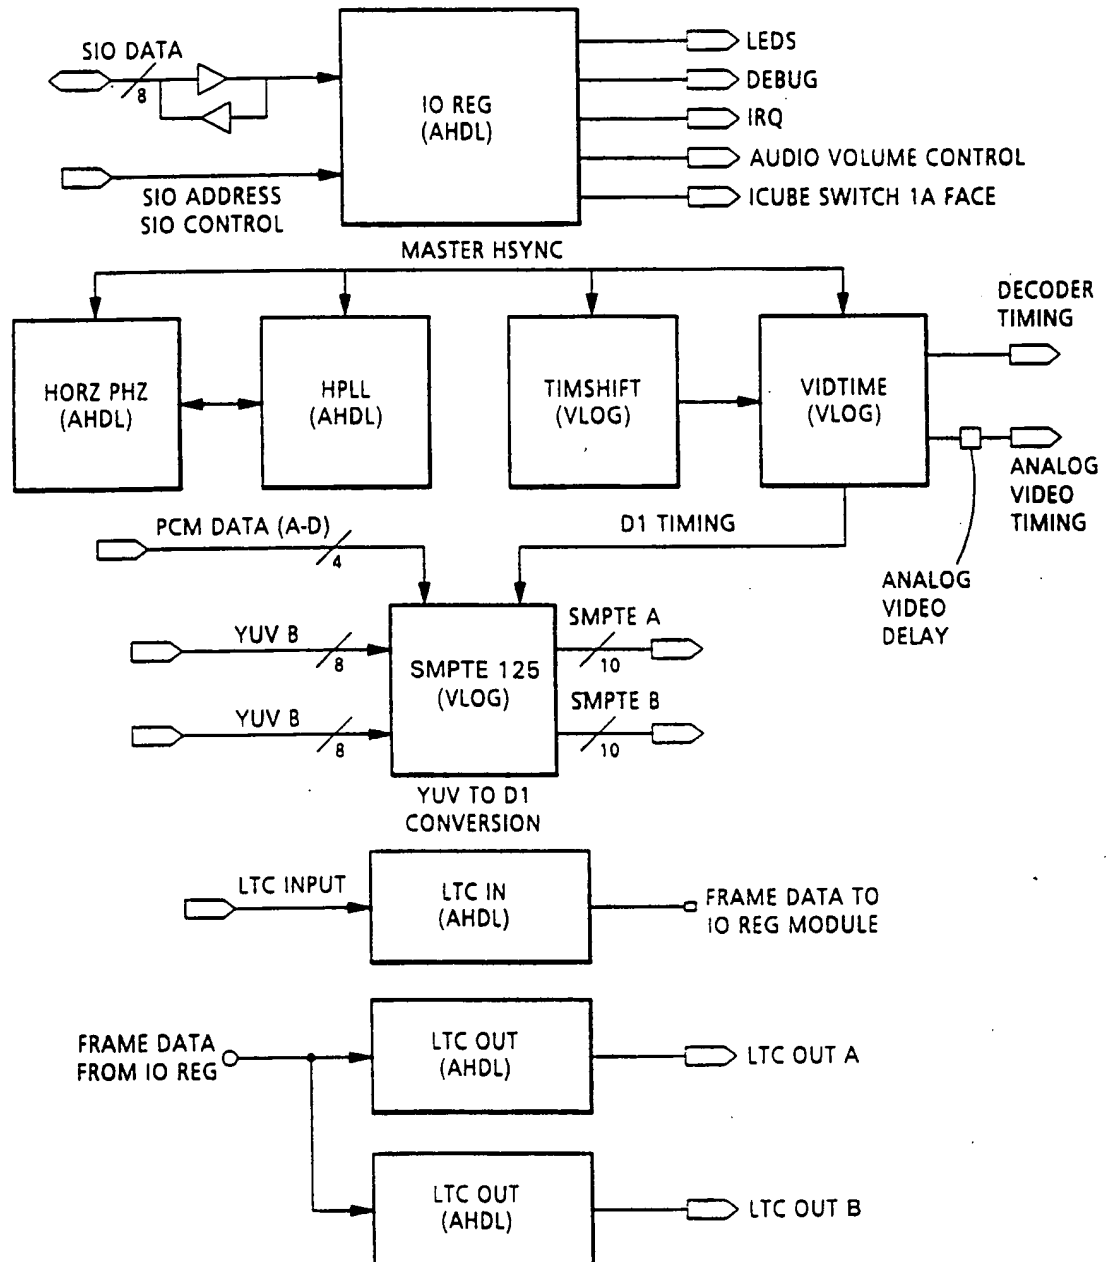 SIO DATA
8
IO REG
(AHDL)
LEDS
DEBUG
IRQ
AUDIO VOLUME CONTROL
ICUBE SWITCH 1A FACE
SIO ADDRESS
SIO CONTROL
MASTER HSYNC
HORZ PHZ
(AHDL)
HPLL
(AHDL)
TIMSHIFT
(VLOG)
VIDTIME
(VLOG)
DECODER
TIMING
ANALOG
VIDEO
TIMING
PCM DATA (A-D)
4
D1 TIMING
ANALOG
VIDEO
DELAY
YUV B
8
YUV B
8
SMPTE 125
(VLOG)
SMPTE A
10
SMPTE B
10
YUV TO D1
CONVERSION
LTC INPUT
LTC IN
(AHDL)
FRAME DATA TO
IO REG MODULE
FRAME DATA
FROM IO REG
LTC OUT
(AHDL)
LTC OUT A
LTC OUT
(AHDL)
LTC OUT B